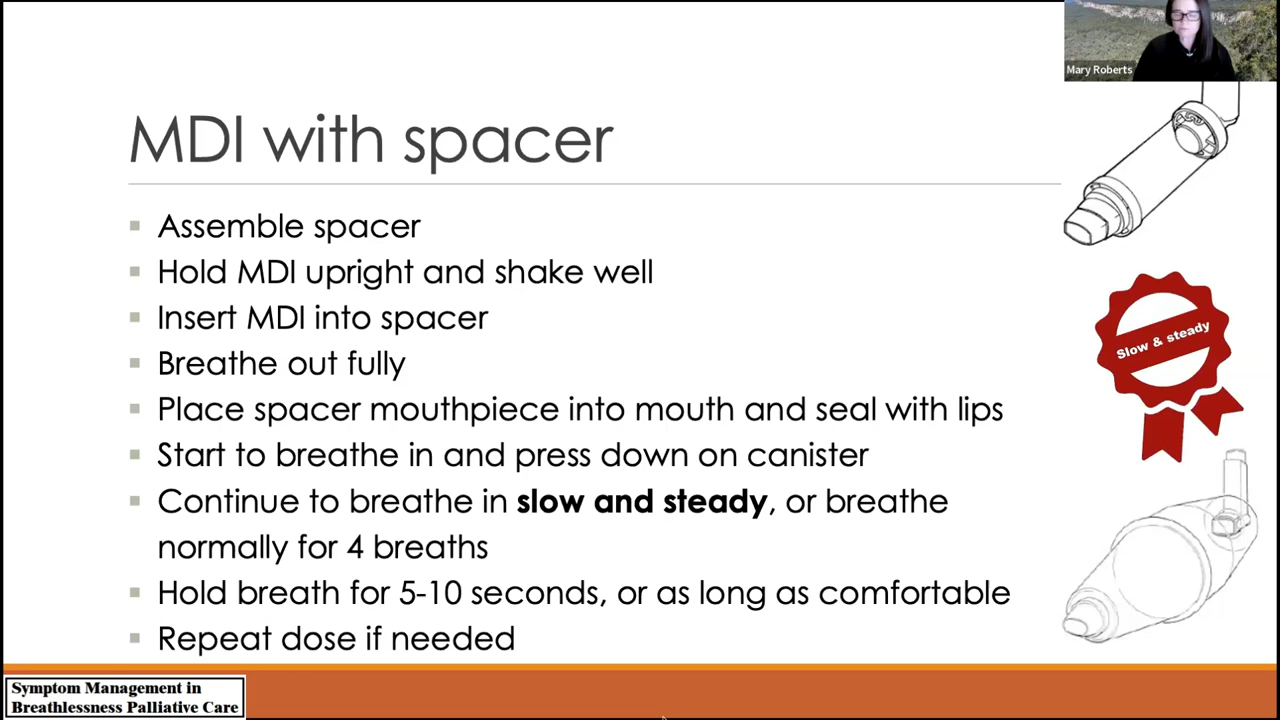 Mary Roberts
MDI with spacer
Assemble spacer
Hold MDI upright and shake well
Insert MDI into spacer
Breathe out fully
Place spacer mouthpiece into mouth and seal with lips
Start to breathe in and press down on canister
Continue to breathe in slow and steady, or breathe
normally for 4 breaths
Hold breath for 5-10 seconds, or as long as comfortable
Repeat dose if needed
Slow & steady
Symptom Management in
Breathlessness Palliative Care